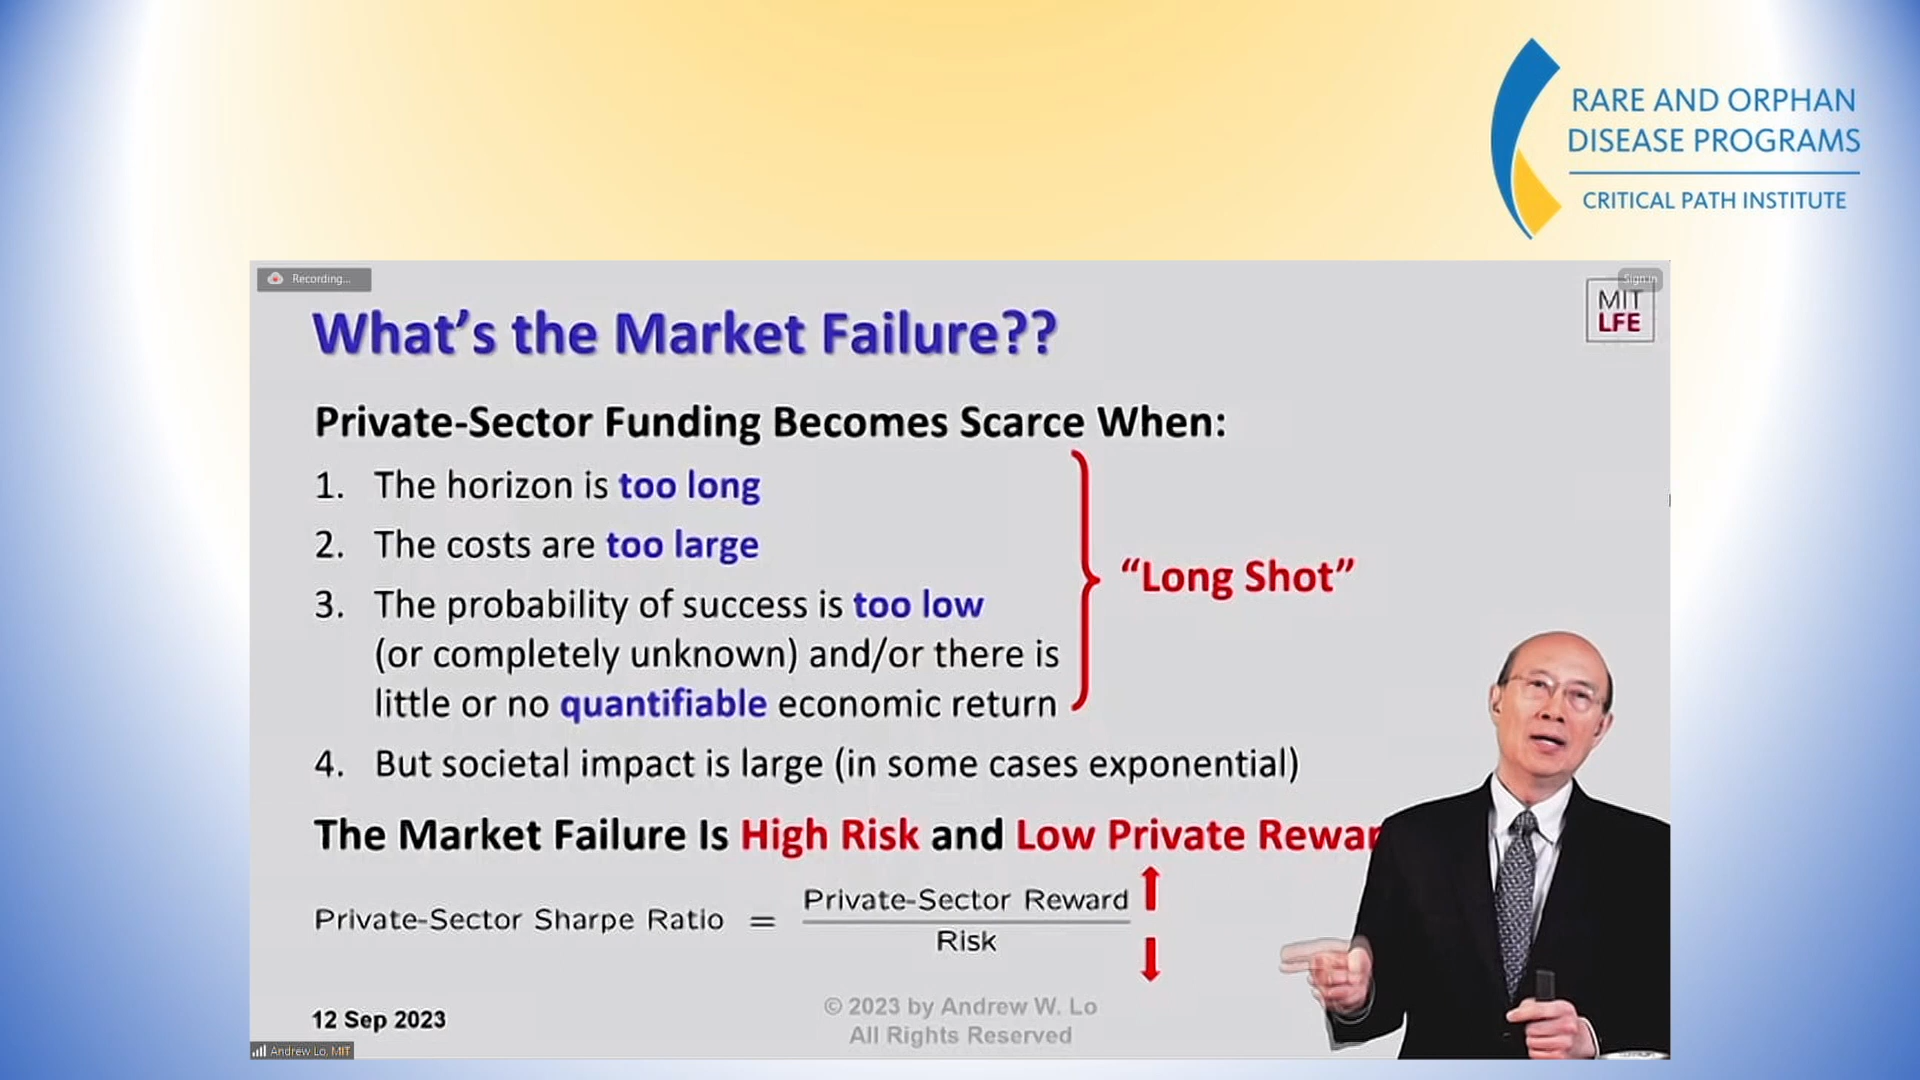 RARE AND ORPHAN
DISEASE PROGRAMS
CRITICAL PATH INSTITUTE
Recording...
Sign in
MIT
LFE
What's the Market Failure??
Private-Sector Funding Becomes Scarce When:
1. The horizon is too long
2. The costs are too large
3. The probability of success is too low
(or completely unknown) and/or there is
little or no quantifiable economic return
"Long Shot"
4. But societal impact is large (in some cases exponential)
The Market Failure Is High Risk and Low Private Rewar
Private-Sector Sharpe Ratio = Private-Sector Reward
Risk
12 Sep 2023
© 2023 by Andrew W. Lo
All Rights Reserved
Andrew Lo, MIT